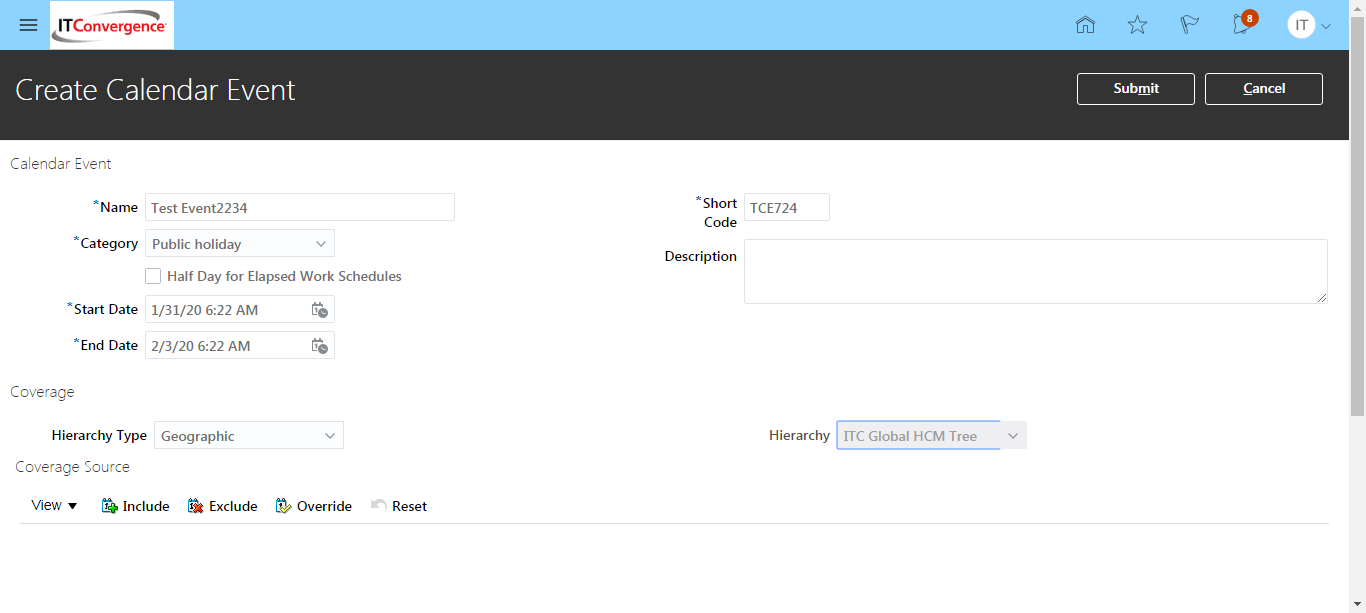 ITConvergence
8
IT
Create Calendar Event
Submit
Cancel
Calendar Event
*Name
Test Event2234
*Short Code
TCE724
*Category
Public holiday
Description
Half Day for Elapsed Work Schedules
*Start Date
1/31/20 6:22 AM
*End Date
2/3/20 6:22 AM
Coverage
Hierarchy Type
Geographic
Hierarchy
ITC Global HCM Tree
Coverage Source
View
Include
Exclude
Override
Reset